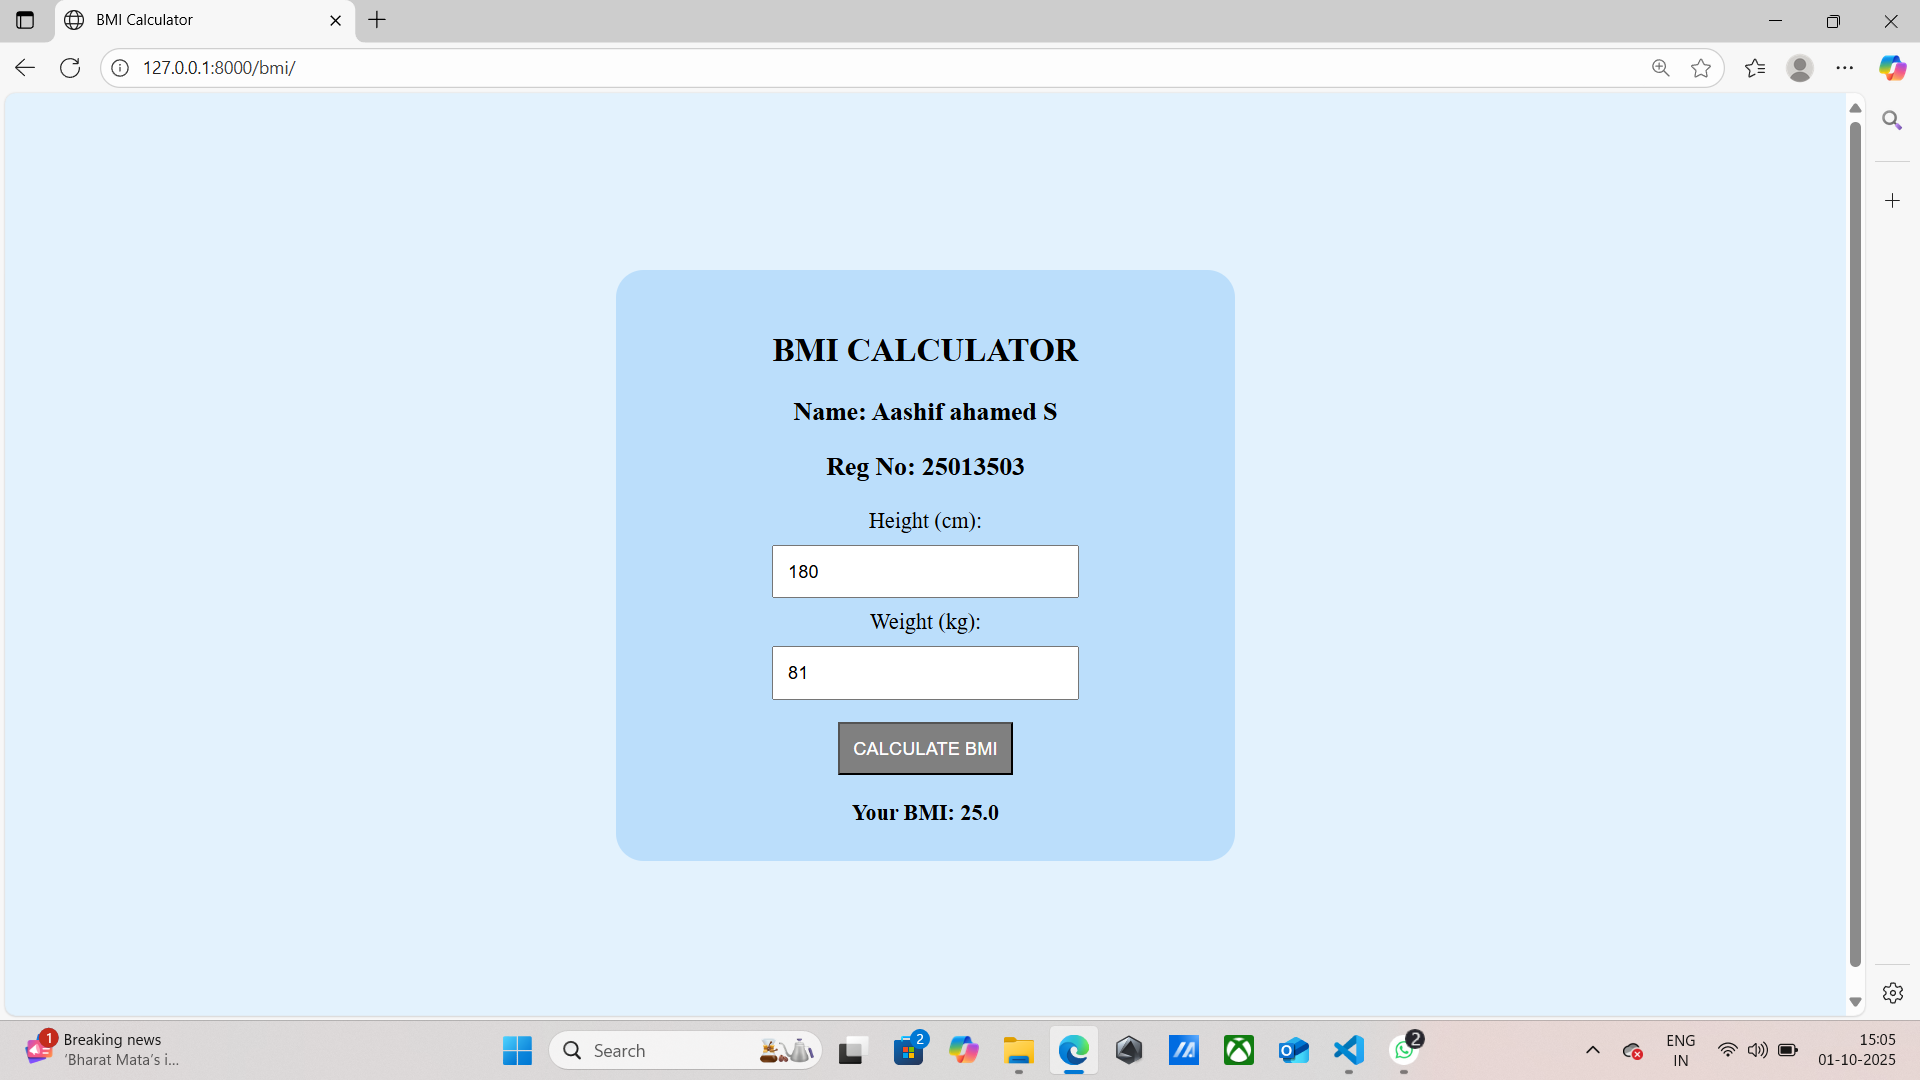 BMI Calculator
127.0.0.1:8000/bmi/
BMI CALCULATOR
Name: Aashif ahamed S
Reg No: 25013503
Height (cm):
180
Weight (kg):
81
CALCULATE BMI
Your BMI: 25.0
1
Breaking news
'Bharat Mata's i...
Search
2
2
ENG
IN
15:05
01-10-2025